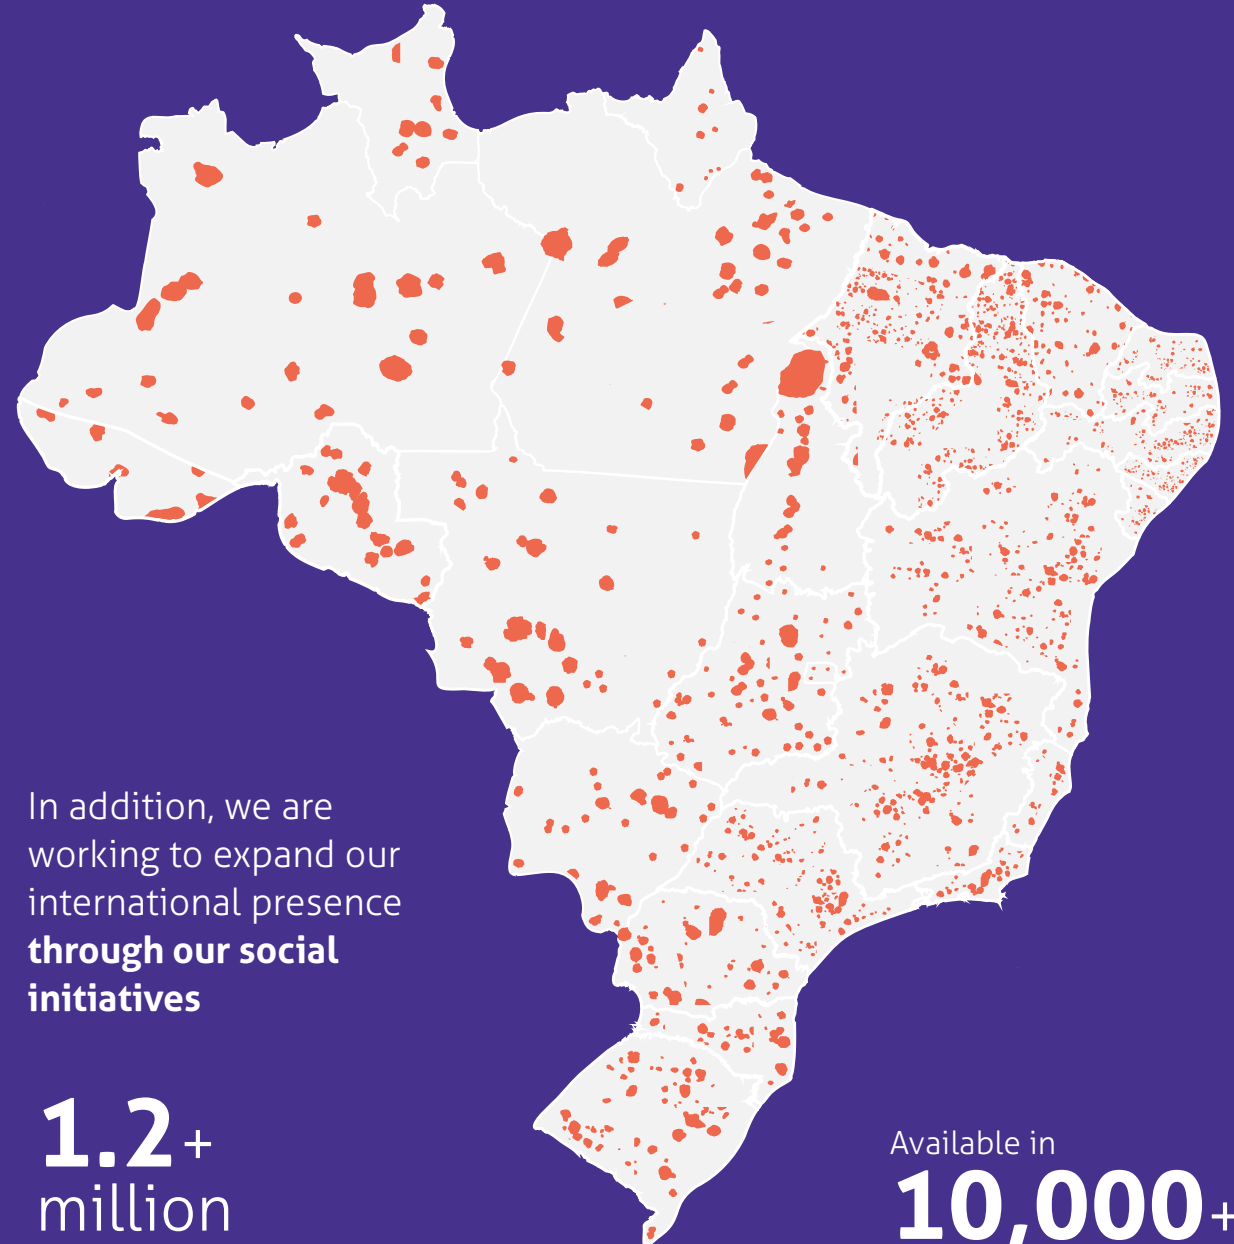 In addition, we are
working to expand our
international presence
through our social
initiatives
1.2+
million
Available in
10,000+